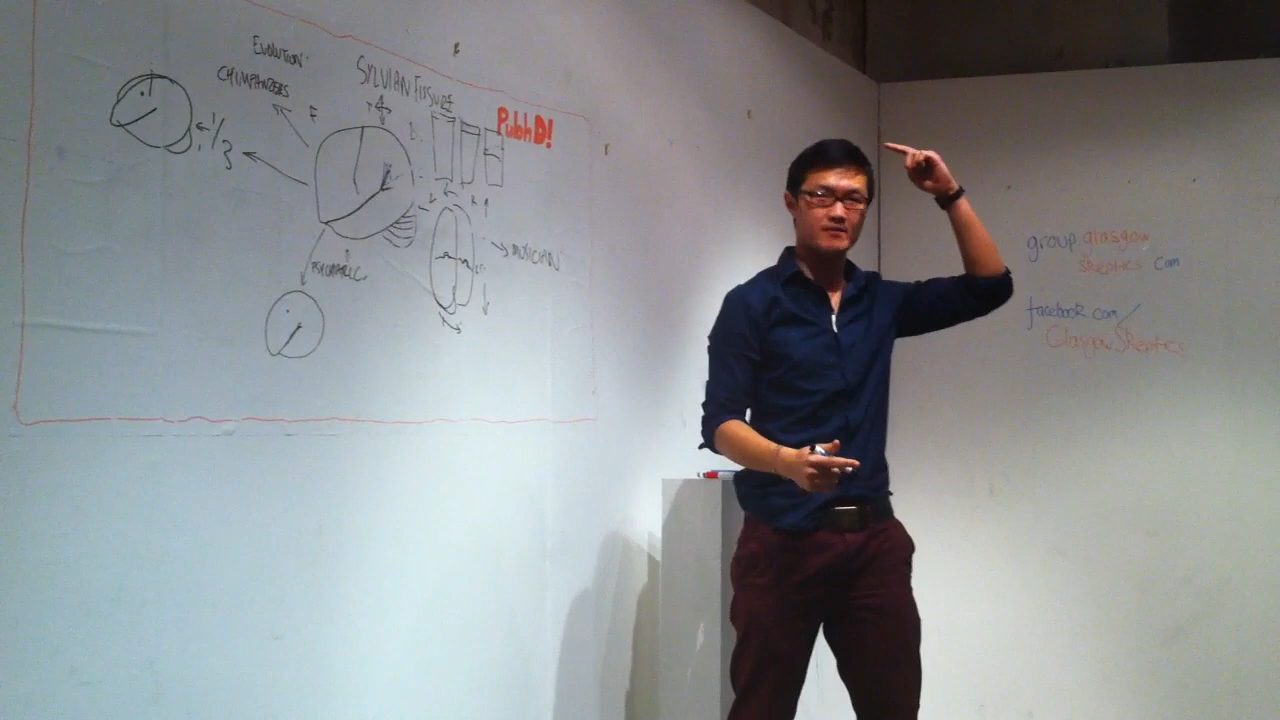 EVOLUTION
CHIMPANZEES
SYLVIAN FISSURE
PubhD!
F
1/3
MUSICIAN
group.glasgow
skeptics.com
facebook.com/
GlasgowSkeptics